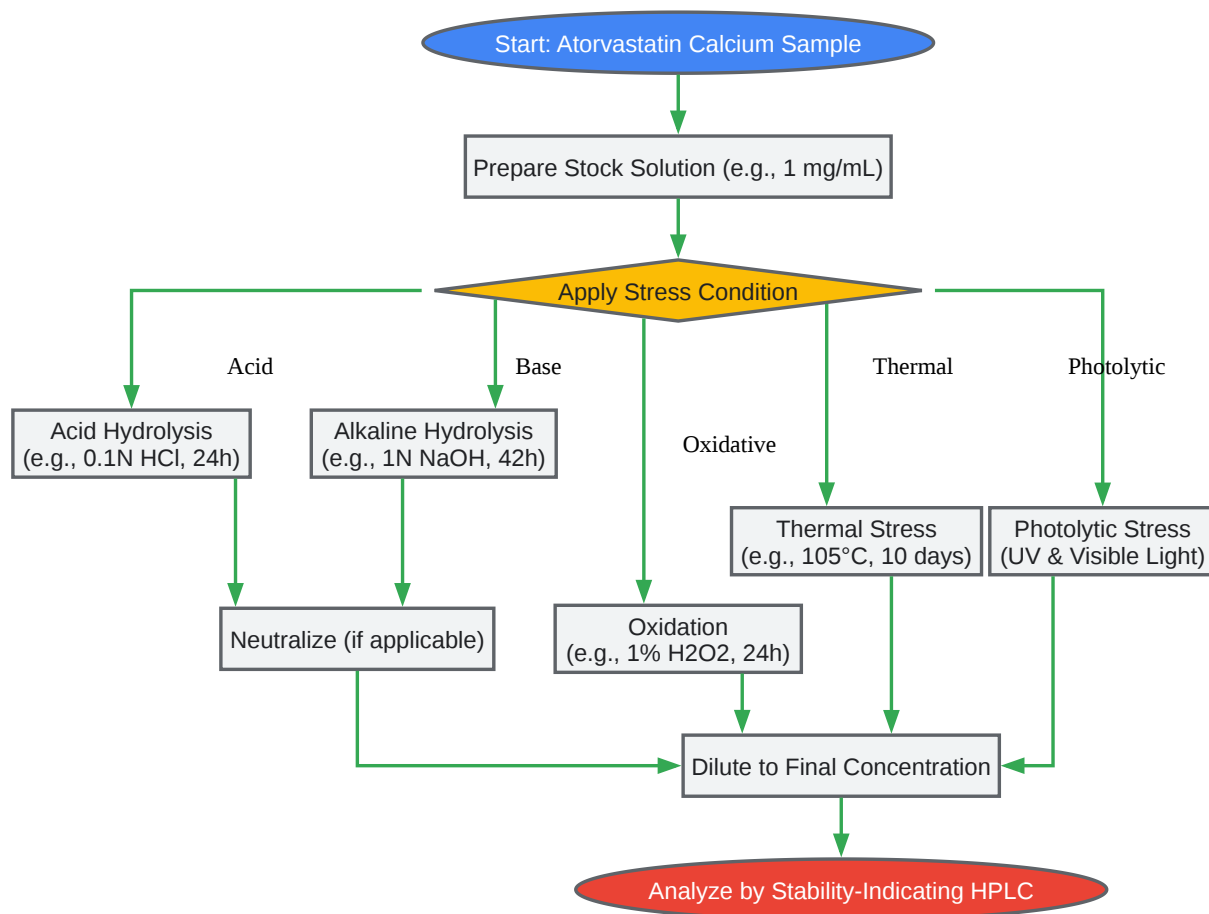 Start: Atorvastatin Calcium Sample
Prepare Stock Solution (e.g., 1 mg/mL)
Apply Stress Condition
Acid
Base
Thermal
Photolytic
Acid Hydrolysis
(e.g., 0.1N HCl, 24h)
Alkaline Hydrolysis
(e.g., 1N NaOH, 42h)
Oxidative
Thermal Stress
(e.g., 105°C, 10 days)
Photolytic Stress
(UV & Visible Light)
Neutralize (if applicable)
Oxidation
(e.g., 1% H2O2, 24h)
Dilute to Final Concentration
Analyze by Stability-Indicating HPLC